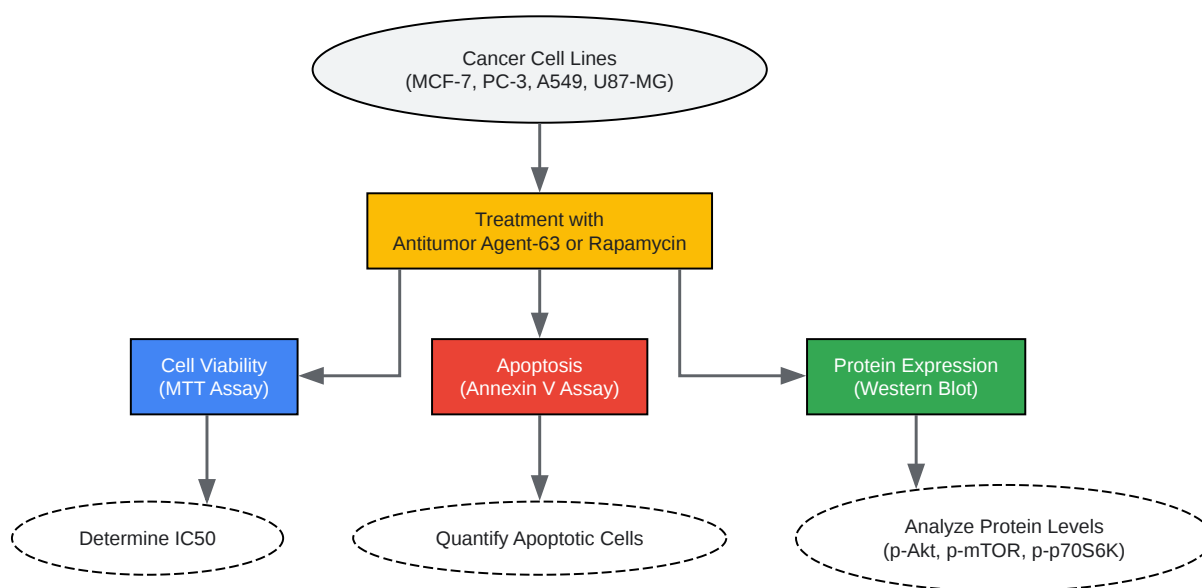 Cancer Cell Lines
(MCF-7, PC-3, A549, U87-MG)
Treatment with
Antitumor Agent-63 or Rapamycin
Cell Viability
(MTT Assay)
Apoptosis
(Annexin V Assay)
Protein Expression
(Western Blot)
Determine IC50
Quantify Apoptotic Cells
Analyze Protein Levels
(p-Akt, p-mTOR, p-p70S6K)